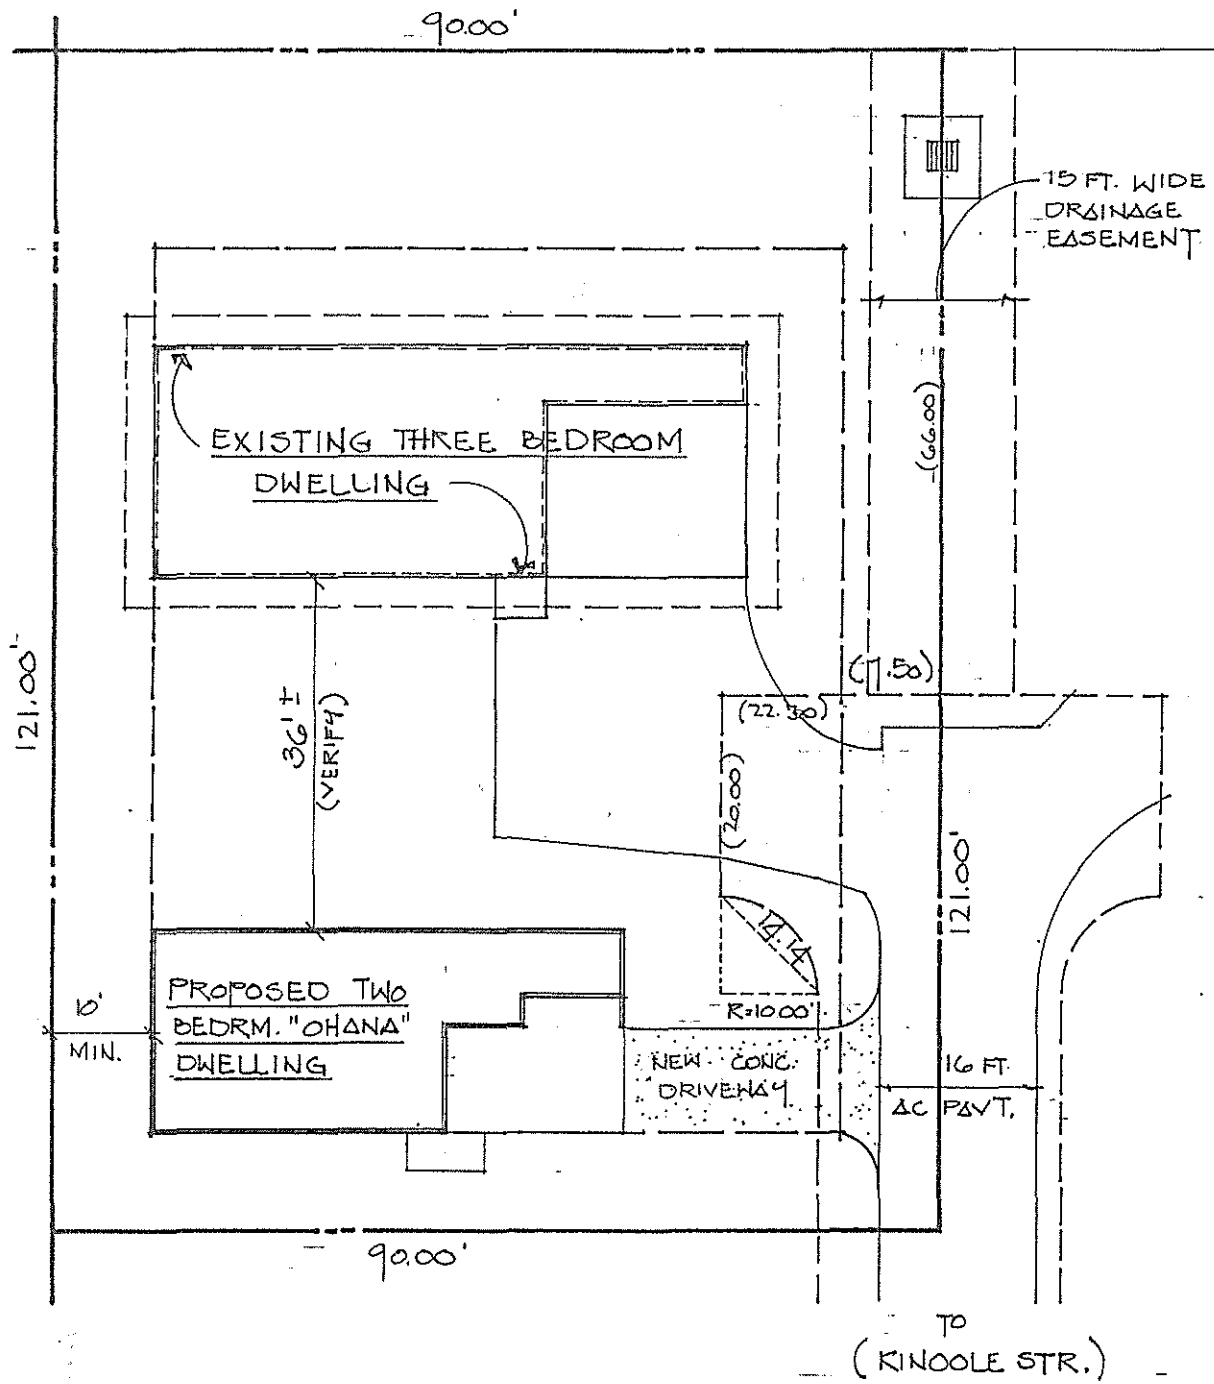 90.00'
15 FT. WIDE
DRAINAGE
EASEMENT
(66.00)
EXISTING THREE BEDROOM
DWELLING
121.00'
36' ±
(VERIFY)
(7.50)
(22.30)
(20.00)
121.00'
14.14
R=10.00'
10'
MIN.
PROPOSED TWO
BEDRM. "OHANA"
DWELLING
NEW CONC.
DRIVEWAY
16 FT.
AC PAVT.
90.00'
TO
(KINOOLE STR.)